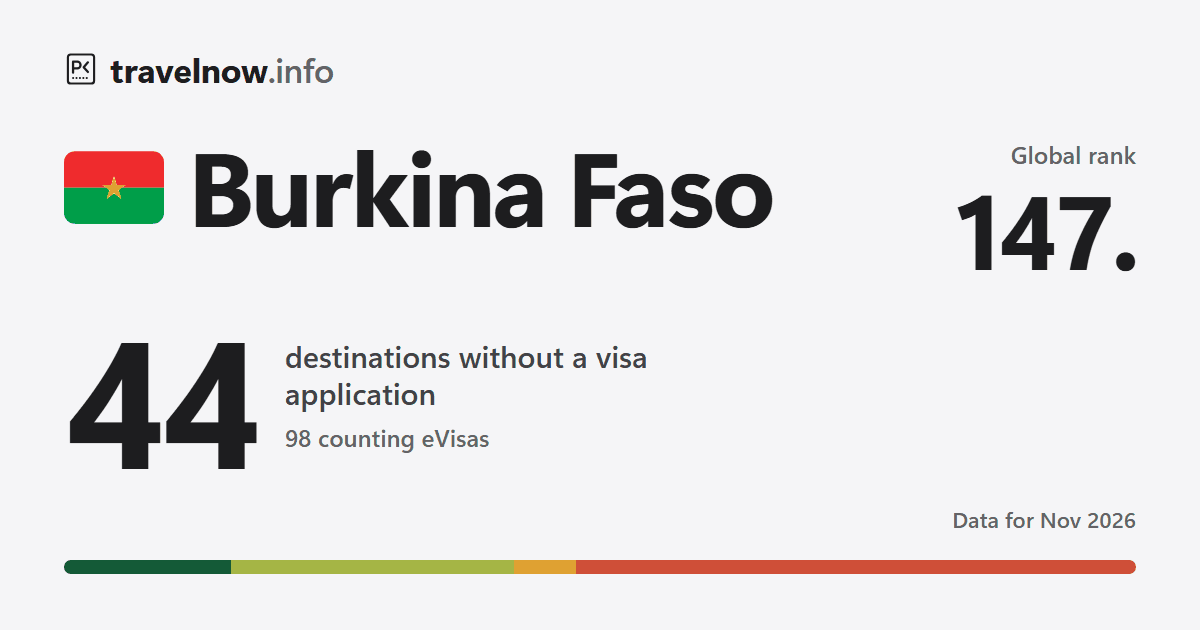 travelnow.info
Burkina Faso
Global rank
147.
44
destinations without a visa
application
98 counting eVisas
Data for Nov 2026